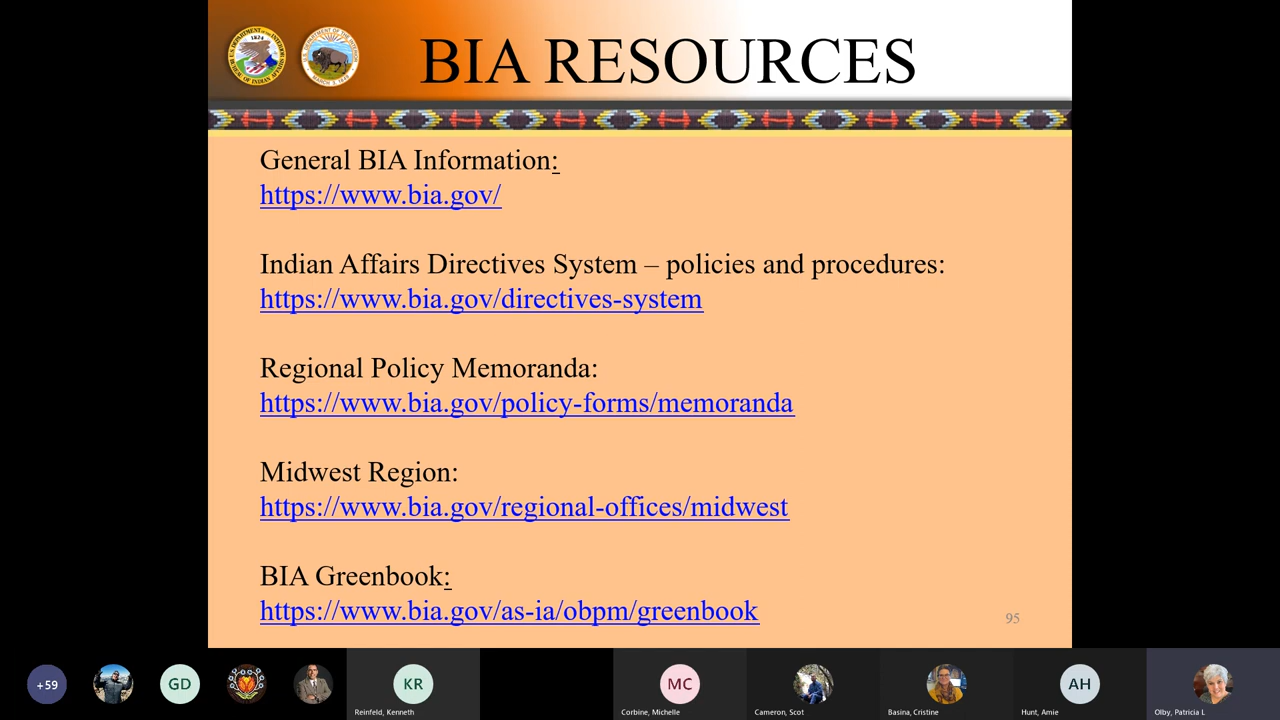 BIA RESOURCES
General BIA Information:
https://www.bia.gov/
Indian Affairs Directives System – policies and procedures:
https://www.bia.gov/directives-system
Regional Policy Memoranda:
https://www.bia.gov/policy-forms/memoranda
Midwest Region:
https://www.bia.gov/regional-offices/midwest
BIA Greenbook:
https://www.bia.gov/as-ia/obpm/greenbook
95
+59
GD
KR
MC
AH
Reinfeld, Kenneth
Corbine, Michelle
Cameron, Scot
Basina, Cristine
Hunt, Amie
Olby, Patricia L